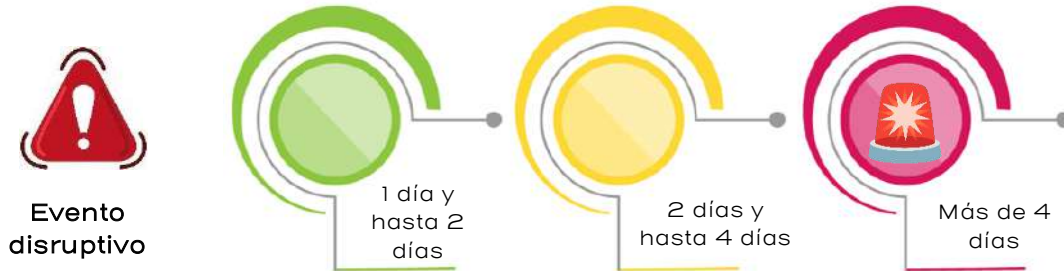 Evento
disruptivo
1 día y
hasta 2
días
2 días y
hasta 4 días
Más de 4
días